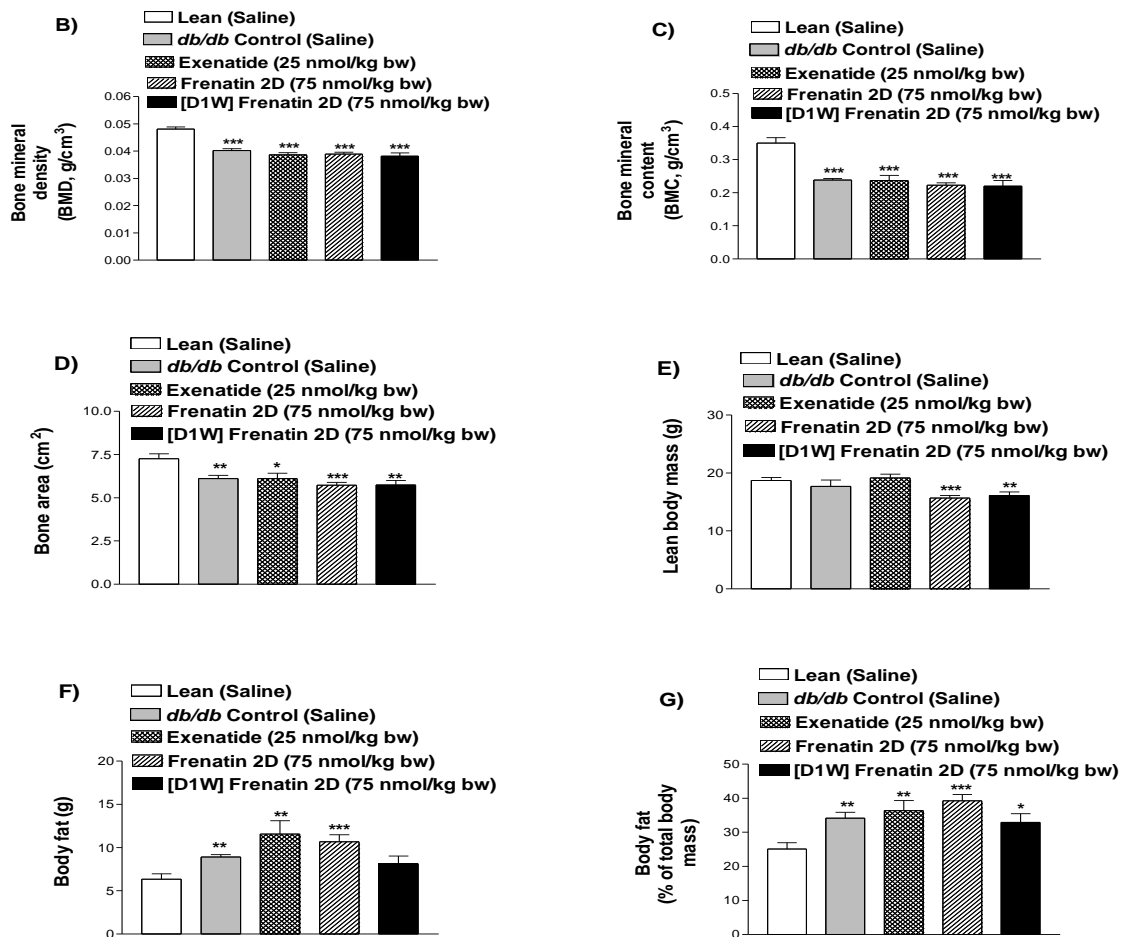 B)
Lean (Saline)
db/db Control (Saline)
Exenatide (25 nmol/kg bw)
Frenatin 2D (75 nmol/kg bw)
[D1W] Frenatin 2D (75 nmol/kg bw)
Bone mineral
density
(BMD, g/cm3)
0.06
0.05
0.04
0.03
0.02
0.01
0.00
***
***
***
***
C)
Lean (Saline)
db/db Control (Saline)
Exenatide (25 nmol/kg bw)
Frenatin 2D (75 nmol/kg bw)
[D1W] Frenatin 2D (75 nmol/kg bw)
Bone mineral
content
(BMC, g/cm3)
0.5
0.4
0.3
0.2
0.1
0.0
***
***
***
***
D)
Lean (Saline)
db/db Control (Saline)
Exenatide (25 nmol/kg bw)
Frenatin 2D (75 nmol/kg bw)
[D1W] Frenatin 2D (75 nmol/kg bw)
Bone area (cm2)
10.0
7.5
5.0
2.5
0.0
**
*
***
**
E)
Lean (Saline)
db/db Control (Saline)
Exenatide (25 nmol/kg bw)
Frenatin 2D (75 nmol/kg bw)
[D1W] Frenatin 2D (75 nmol/kg bw)
Lean body mass (g)
30
20
10
0
***
**
F)
Lean (Saline)
db/db Control (Saline)
Exenatide (25 nmol/kg bw)
Frenatin 2D (75 nmol/kg bw)
[D1W] Frenatin 2D (75 nmol/kg bw)
Body fat (g)
20
15
10
5
0
**
**
***
G)
Lean (Saline)
db/db Control (Saline)
Exenatide (25 nmol/kg bw)
Frenatin 2D (75 nmol/kg bw)
[D1W] Frenatin 2D (75 nmol/kg bw)
Body fat
(% of total body
mass)
50
40
30
20
10
0
**
**
***
*